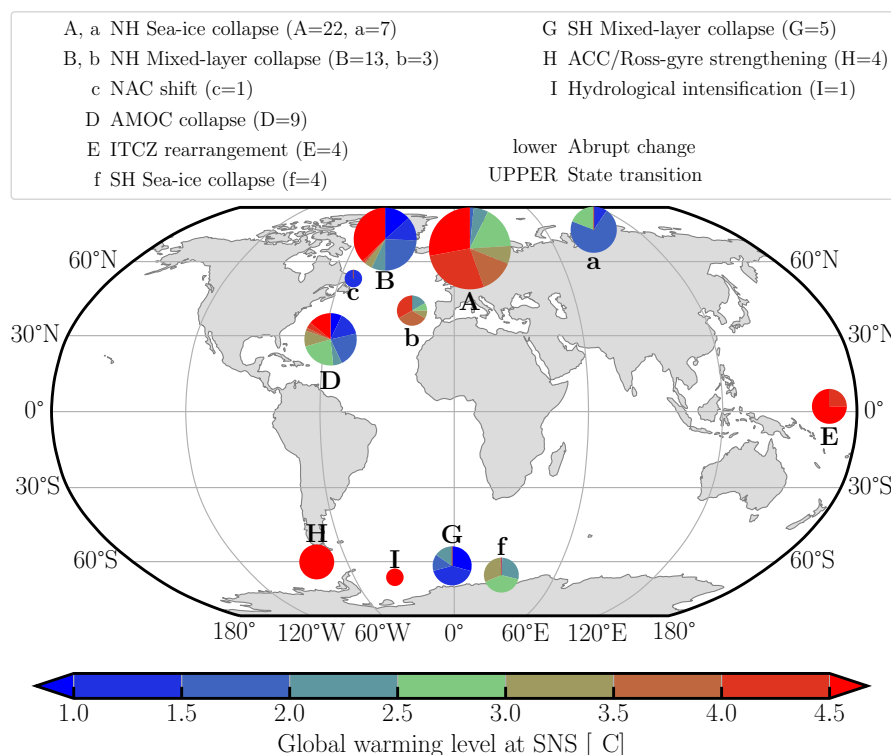 A, a NH Sea-ice collapse (A=22, a=7)
B, b NH Mixed-layer collapse (B=13, b=3)
c NAC shift (c=1)
D AMOC collapse (D=9)
E ITCZ rearrangement (E=4)
f SH Sea-ice collapse (f=4)
G SH Mixed-layer collapse (G=5)
H ACC/Ross-gyre strengthening (H=4)
I Hydrological intensification (I=1)
lower Abrupt change
UPPER State transition
60°N
60°N
a
B
c
A
b
30°N
30°N
D
0°
0°
E
30°S
30°S
H
G
f
I
60°S
60°S
180°
120°W
60°W
0°
60°E
120°E
180°
1.0
1.5
2.0
2.5
3.0
3.5
4.0
4.5
Global warming level at SNS [ C]